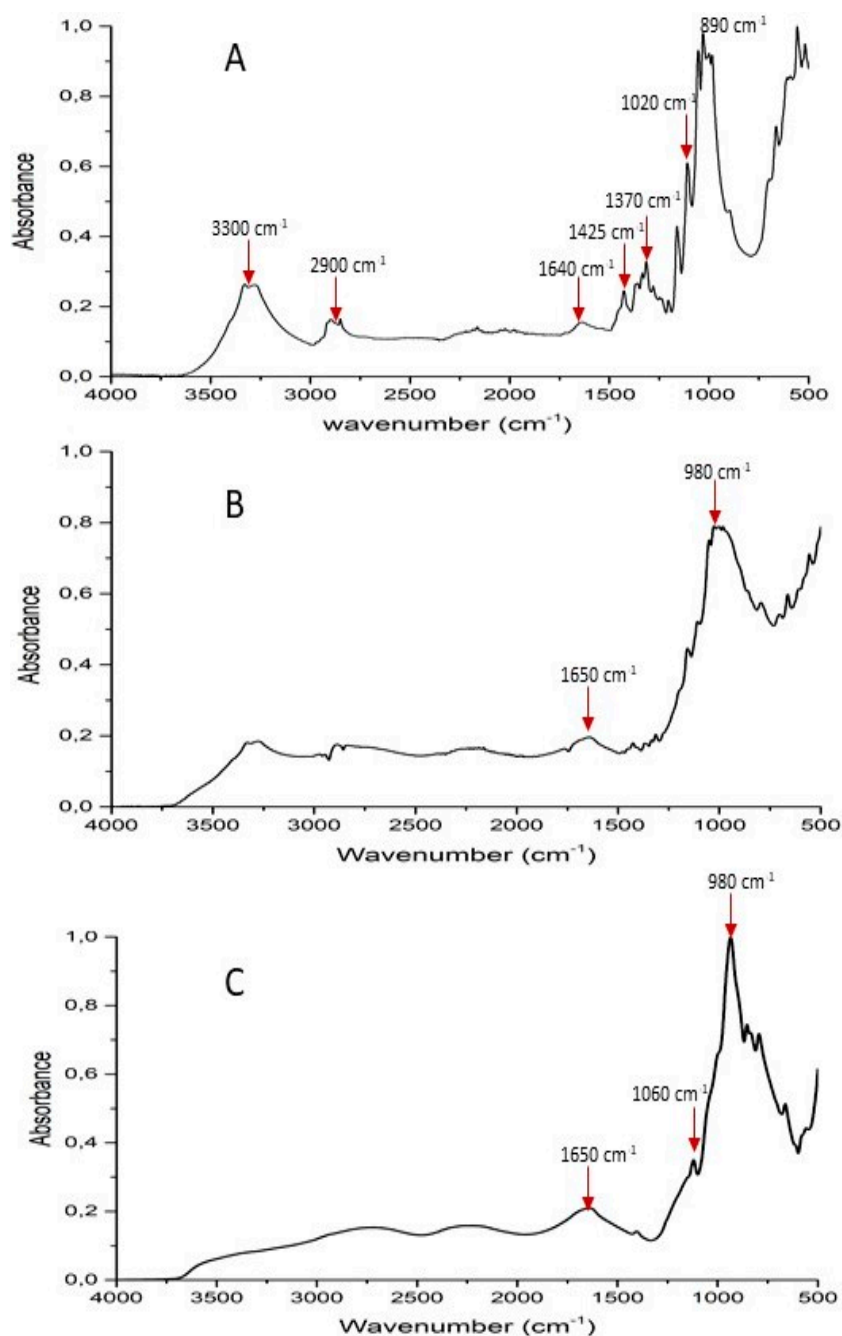 A
890 cm-1
1020 cm-1
1370 cm-1
1425 cm-1
1640 cm-1
3300 cm-1
2900 cm-1
Absorbance
1,0
0,8
0,6
0,4
0,2
0,0
4000 3500 3000 2500 2000 1500 1000 500
wavenumber (cm-1)
B
980 cm-1
1650 cm-1
Absorbance
1,0
0,8
0,6
0,4
0,2
0,0
4000 3500 3000 2500 2000 1500 1000 500
Wavenumber (cm-1)
C
980 cm-1
1060 cm-1
1650 cm-1
Absorbance
1,0
0,8
0,6
0,4
0,2
0,0
4000 3500 3000 2500 2000 1500 1000 500
Wavenumber (cm-1)